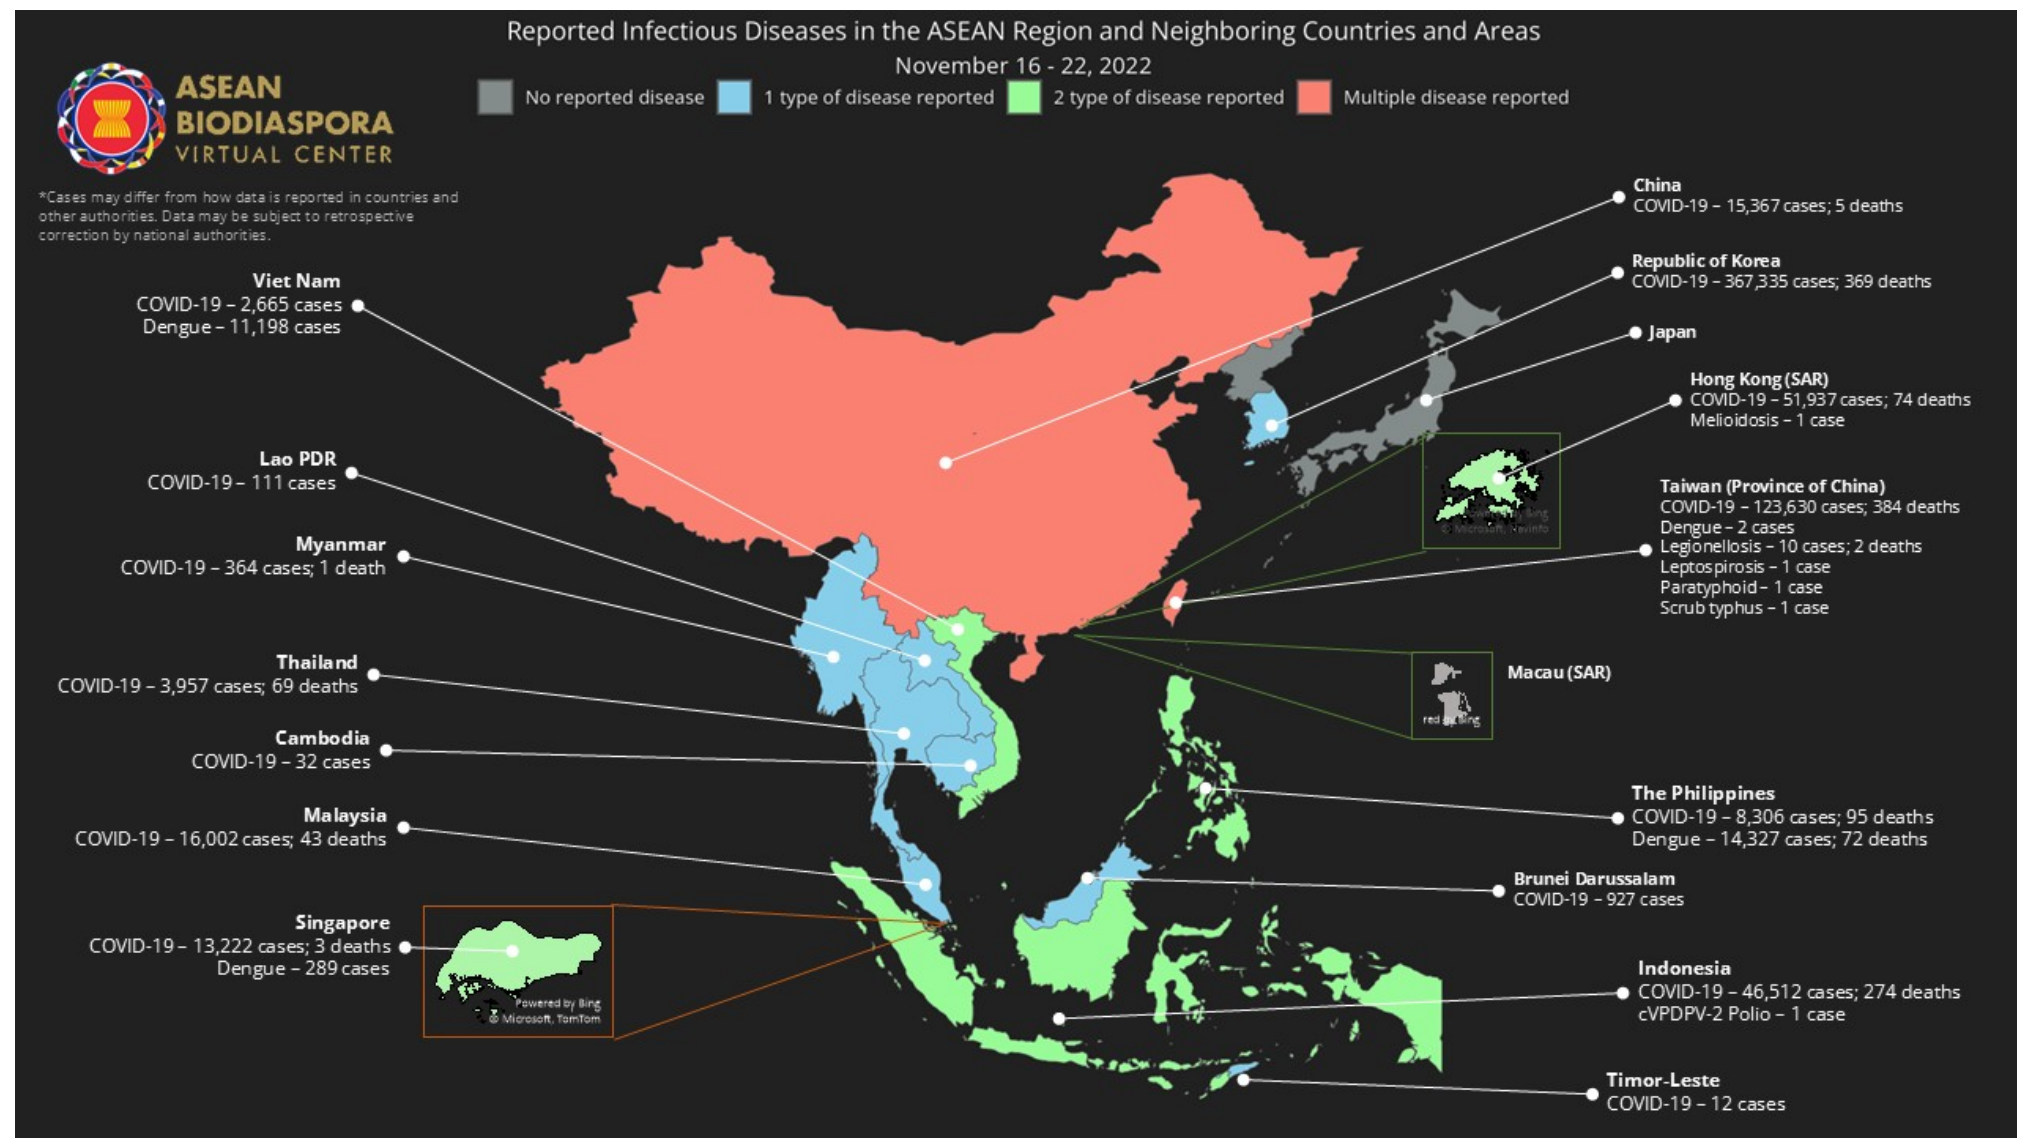 Reported Infectious Diseases in the ASEAN Region and Neighboring Countries and Areas
November 16 - 22, 2022
No reported disease
1 type of disease reported
2 type of disease reported
Multiple disease reported
ASEAN
BIODIASPORA
VIRTUAL CENTER
*Cases may differ from how data is reported in countries and
other authorities. Data may be subject to retrospective
correction by national authorities.
Viet Nam
COVID-19 – 2,665 cases
Dengue – 11,198 cases
Lao PDR
COVID-19 – 111 cases
Myanmar
COVID-19 – 364 cases; 1 death
Thailand
COVID-19 – 3,957 cases; 69 deaths
Cambodia
COVID-19 – 32 cases
Malaysia
COVID-19 – 16,002 cases; 43 deaths
Singapore
COVID-19 – 13,222 cases; 3 deaths
Dengue – 289 cases
Powered by Bing
© Microsoft, TomTom
China
COVID-19 – 15,367 cases; 5 deaths
Republic of Korea
COVID-19 – 367,335 cases; 369 deaths
Japan
Hong Kong (SAR)
COVID-19 – 51,937 cases; 74 deaths
Melioidosis – 1 case
Powered by Bing
© Microsoft, Navinfo
Taiwan (Province of China)
COVID-19 – 123,630 cases; 384 deaths
Dengue – 2 cases
Legionellosis – 10 cases; 2 deaths
Leptospirosis – 1 case
Paratyphoid – 1 case
Scrub typhus – 1 case
Macau (SAR)
red by Bing
The Philippines
COVID-19 – 8,306 cases; 95 deaths
Dengue – 14,327 cases; 72 deaths
Brunei Darussalam
COVID-19 – 927 cases
Indonesia
COVID-19 – 46,512 cases; 274 deaths
cVPDPV-2 Polio – 1 case
Timor-Leste
COVID-19 – 12 cases